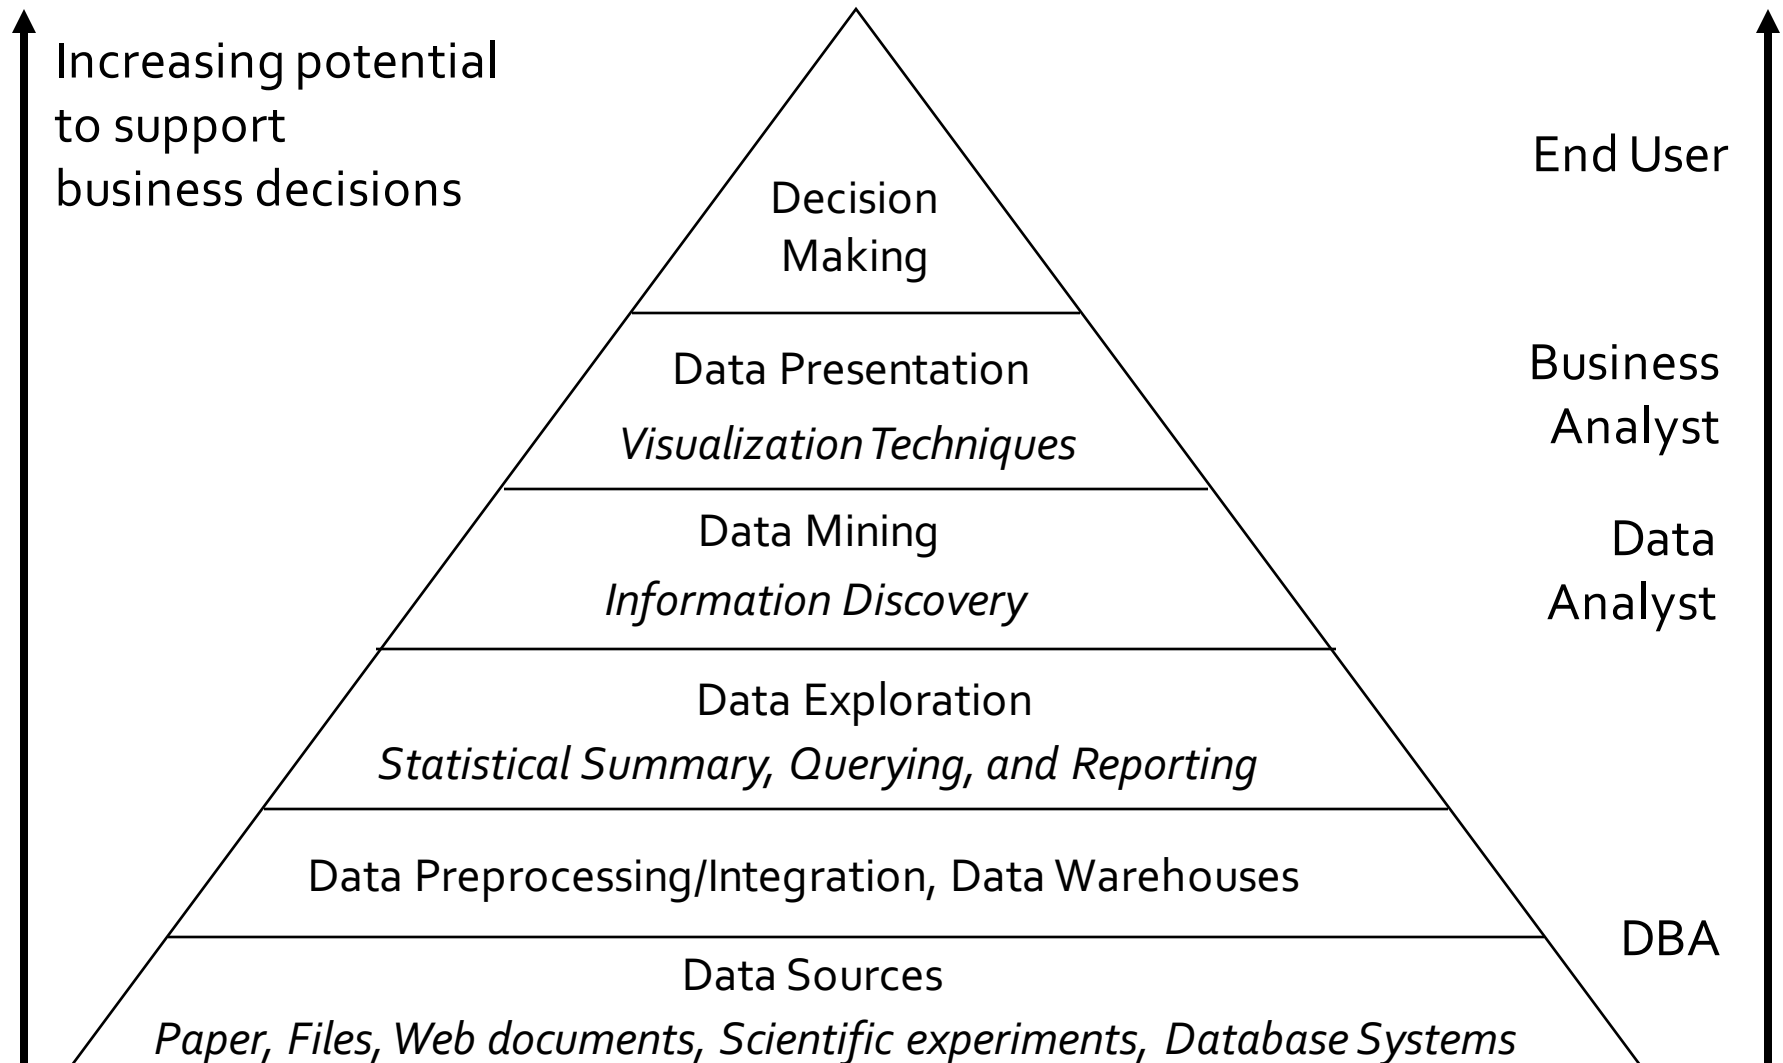 Increasing potential
to support
business decisions
End User
Decision
Making
Business
Analyst
Data Presentation
Visualization Techniques
Data
Analyst
Data Mining
Information Discovery
Data Exploration
Statistical Summary, Querying, and Reporting
Data Preprocessing/Integration, Data Warehouses
DBA
Data Sources
Paper, Files, Web documents, Scientific experiments, Database Systems